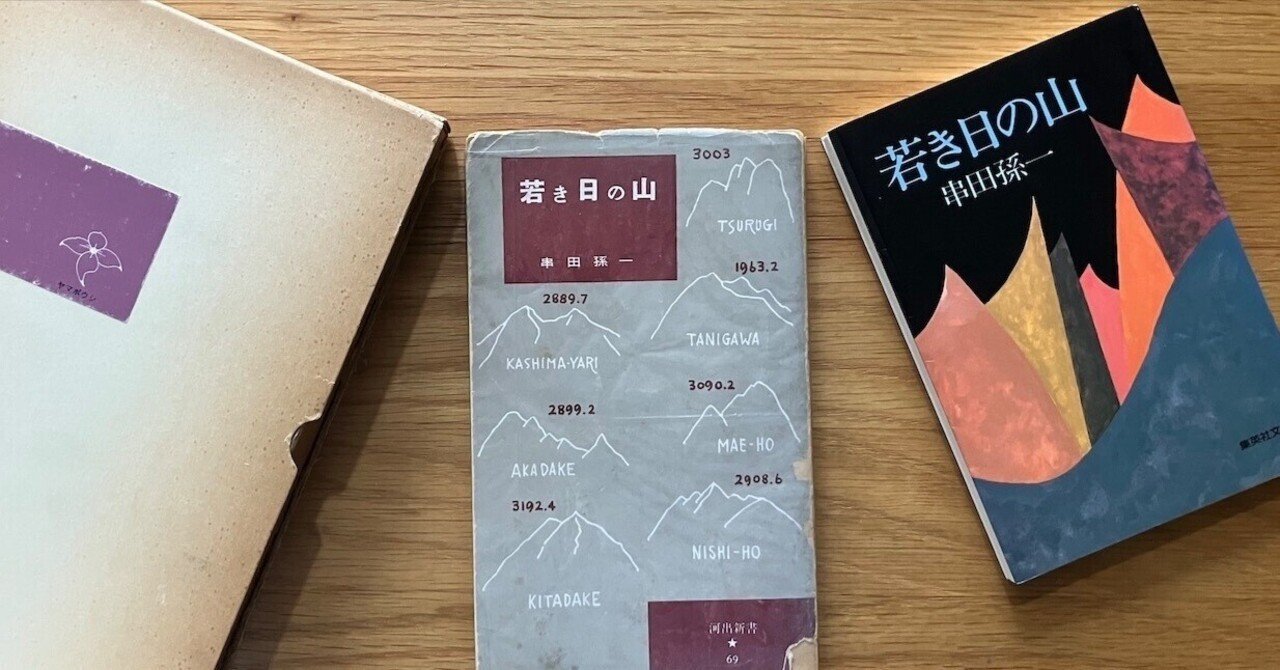 ヤマボウシ
若き日の山
串田孫一
3003
TSURUGI
1963.2
TANIGAWA
2889.7
KASHIMA-YARI
3090.2
MAE-HO
2899.2
AKADAKE
2908.6
NISHI-HO
3192.4
KITADAKE
河出新書
★
69
若き日の山
串田孫一
集英社文